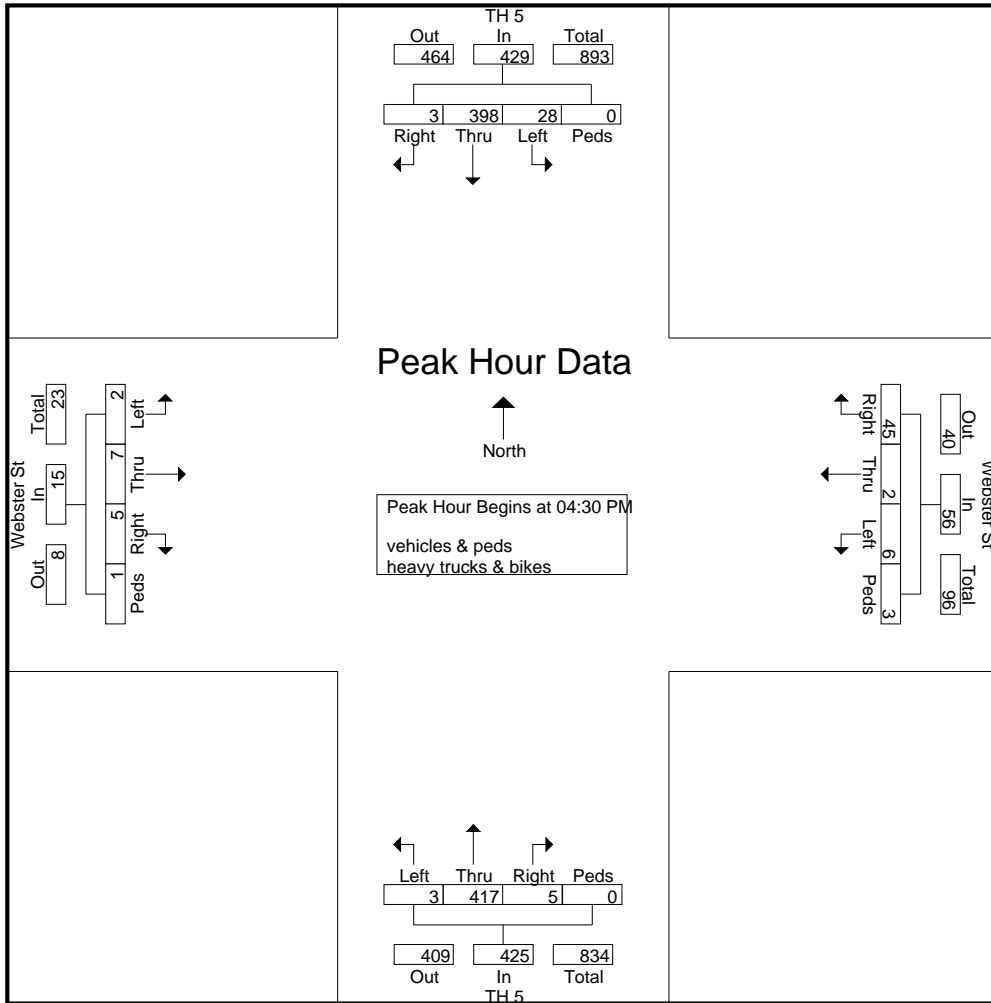 TH 5
Out In Total
464 429 893
3 398 28 0
Right Thru Left Peds
Peak Hour Data
North
Peak Hour Begins at 04:30 PM
vehicles & peds
heavy trucks & bikes
Webster St
Out In Total
8 15 23
2 7 5 1
Left Thru Right Peds
Webster St
Out In Total
40 56 96
45 2 6 3
Right Thru Left Peds
Left Thru Right Peds
3 417 5 0
409 425 834
Out In Total
TH 5